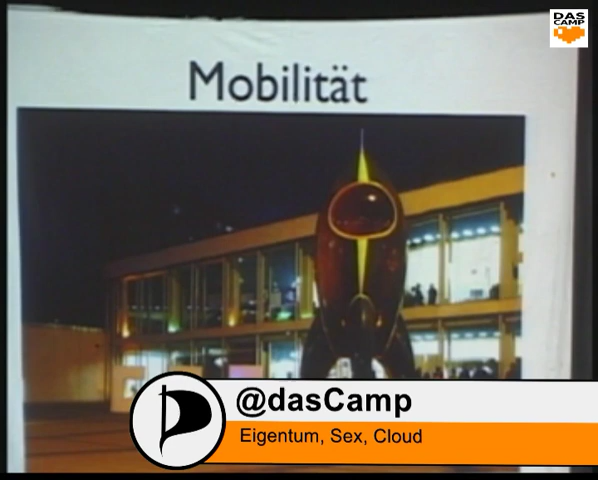 DAS
CAMP
Mobilität
@dasCamp
Eigentum, Sex, Cloud